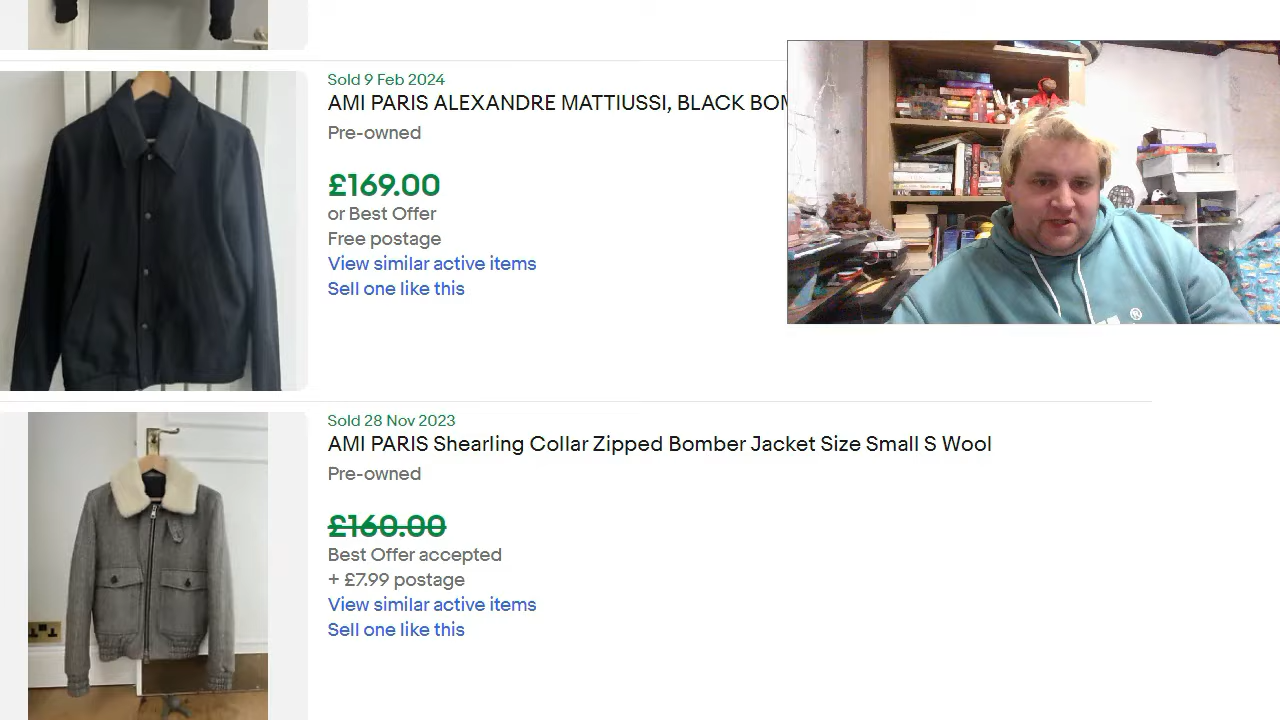 Sold 9 Feb 2024
AMI PARIS ALEXANDRE MATTIUSSI, BLACK
Pre-owned
£169.00
or Best Offer
Free postage
View similar active items
Sell one like this
Sold 28 Nov 2023
AMI PARIS Shearling Collar Zipped Bomber Jacket Size Small S Wool
Pre-owned
£160.00
Best Offer accepted
+ £7.99 postage
View similar active items
Sell one like this
®